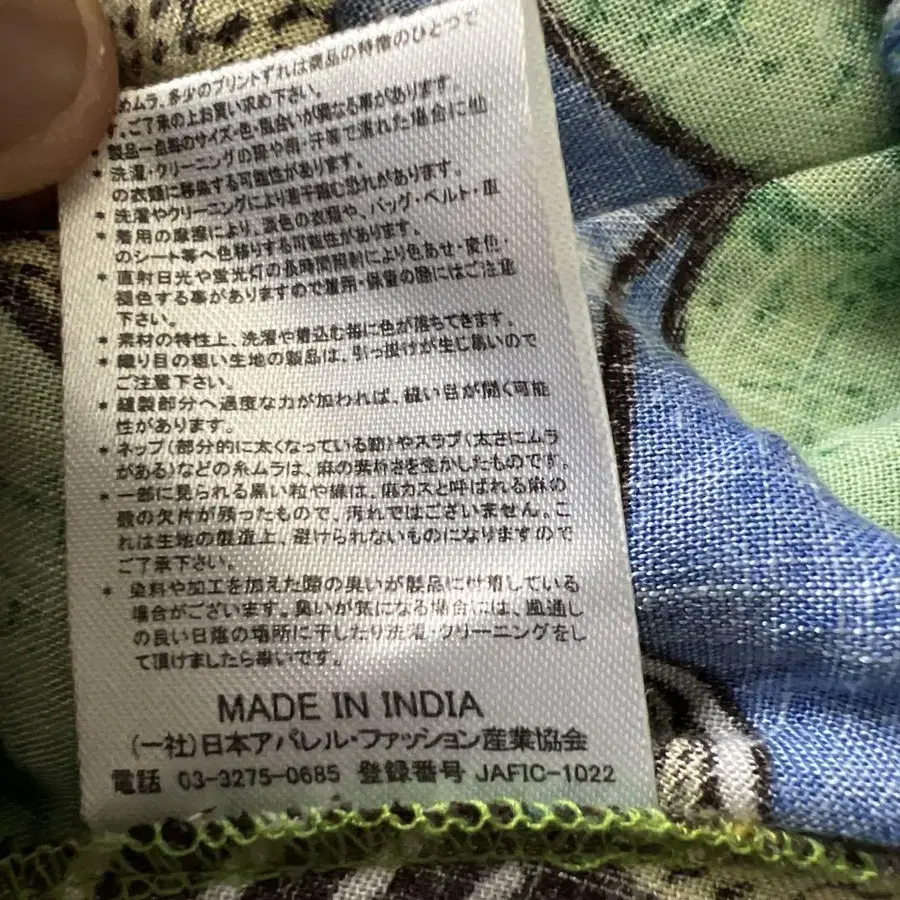 めムラ、多少のプリントずれは商品の特徴のひとつで
す。ご了承の上お買い求め下さい。
* 製品一点毎のサイズ・色・風合いが異なる事があります。
* 洗濯・クリーニングの際や雨・汗等で濡れた場合に他
の衣類に移染する可能性があります。
* 洗濯やクリーニングにより若干縮む恐れがあります。
* 着用の摩擦により、淡色の衣類や、バッグ・ベルト・車
のシート等へ色移りする可能性があります。
* 直射日光や蛍光灯の長時間照射により色あせ・変色・
褪色する事がありますので着用・保管の際にはご注意
下さい。
* 素材の特性上、洗濯や着込む毎に色が落ちてきます。
* 織り目の粗い生地の製品は、引っ掛けが生じ易いので
ご注意下さい。
* 縫製部分へ過度な力が加われば、縫い目が開く可能
性があります。
* ネップ(部分的に太くなっている節)やスラブ(太さにムラ
がある)などの糸ムラは、麻の素朴さを生かしたものです。
* 一部に見られる黒い粒や線は、麻カスと呼ばれる麻の
殻の欠片が残ったもので、汚れではございません。こ
れは生地の製造上、避けられないものになりますので
ご了承下さい。
* 染料や加工を加えた際の臭いが製品に付着している
場合がございます。臭いが気になる場合には、風通し
の良い日陰の場所に干したり洗濯・クリーニングをし
て頂けましたら幸いです。
MADE IN INDIA
(一社)日本アパレル・ファッション産業協会
電話 03-3275-0685 登録番号 JAFIC-1022